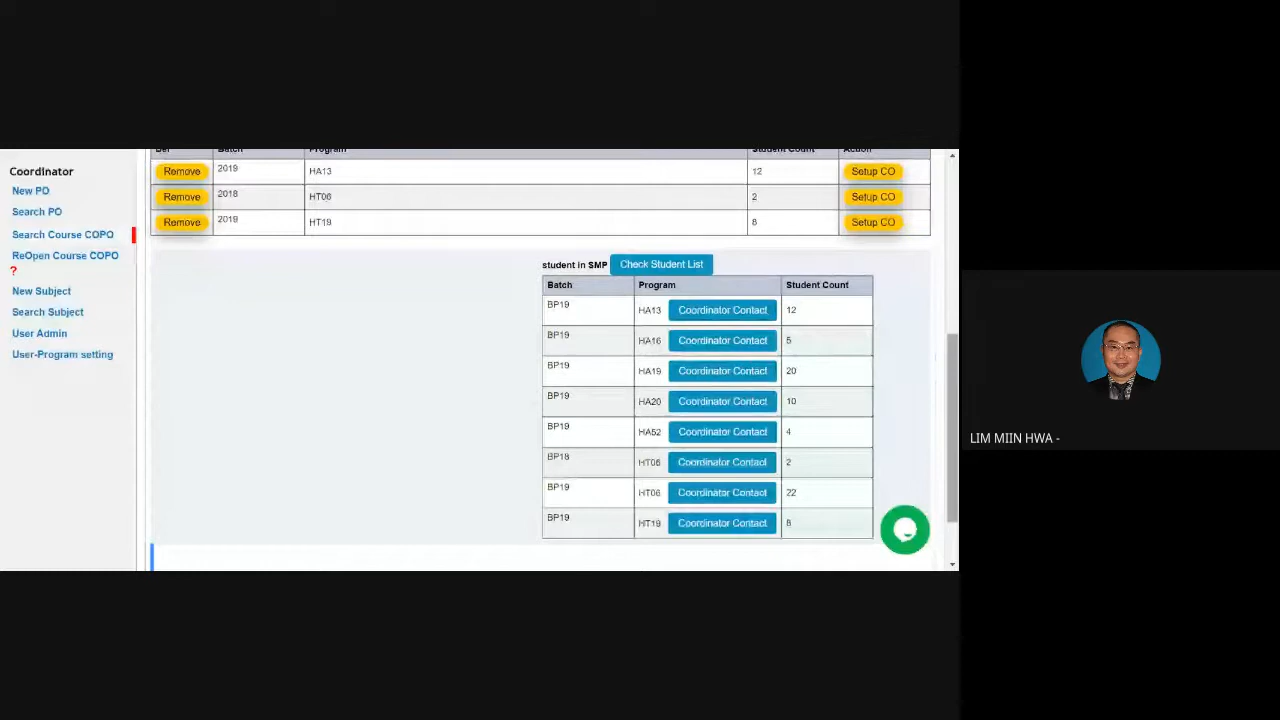 Del Batch Program Student Count Action
Remove 2019 HA13 12 Setup CO
Remove 2018 HT06 2 Setup CO
Remove 2019 HT19 8 Setup CO
Coordinator
New PO
Search PO
Search Course COPO
ReOpen Course COPO
?
New Subject
Search Subject
User Admin
User-Program setting
student in SMP Check Student List
Batch Program Student Count
BP19 HA13 Coordinator Contact 12
BP19 HA16 Coordinator Contact 5
BP19 HA19 Coordinator Contact 20
BP19 HA20 Coordinator Contact 10
BP19 HA52 Coordinator Contact 4
BP18 HT06 Coordinator Contact 2
BP19 HT06 Coordinator Contact 22
BP19 HT19 Coordinator Contact 8
LIM MIIN HWA -